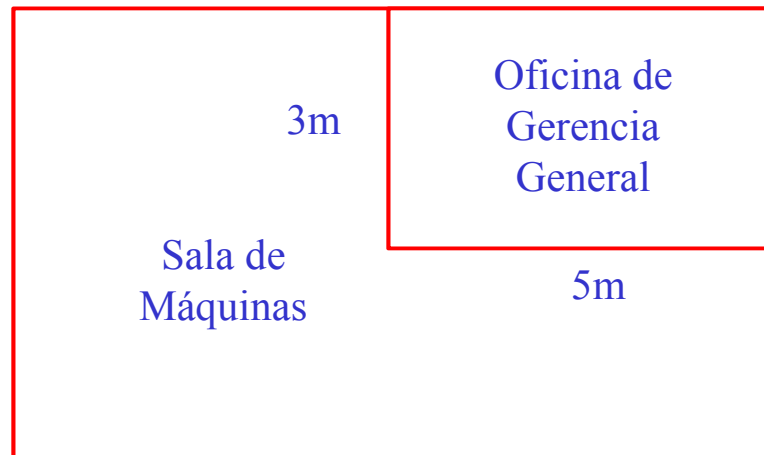 Oficina de
Gerencia
General
3m
Sala de
Máquinas
5m